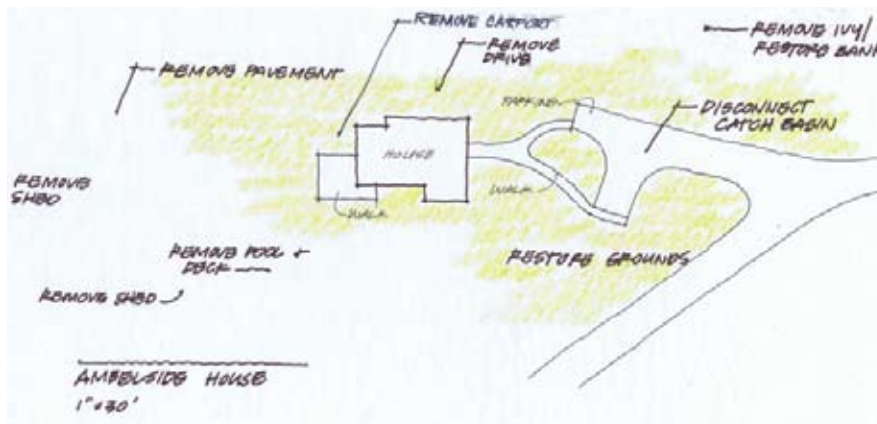 REMOVE CARPORT
REMOVE
DRIVE
REMOVE IVY/
RESTORE BANK
REMOVE PAVEMENT
PARKING
DISCONNECT
CATCH BASIN
HOUSE
REMOVE
SHED
WALK
WALK
REMOVE POOL +
DECK
RESTORE GROUNDS
REMOVE SHED
AMBELSIDE HOUSE
1" = 30'